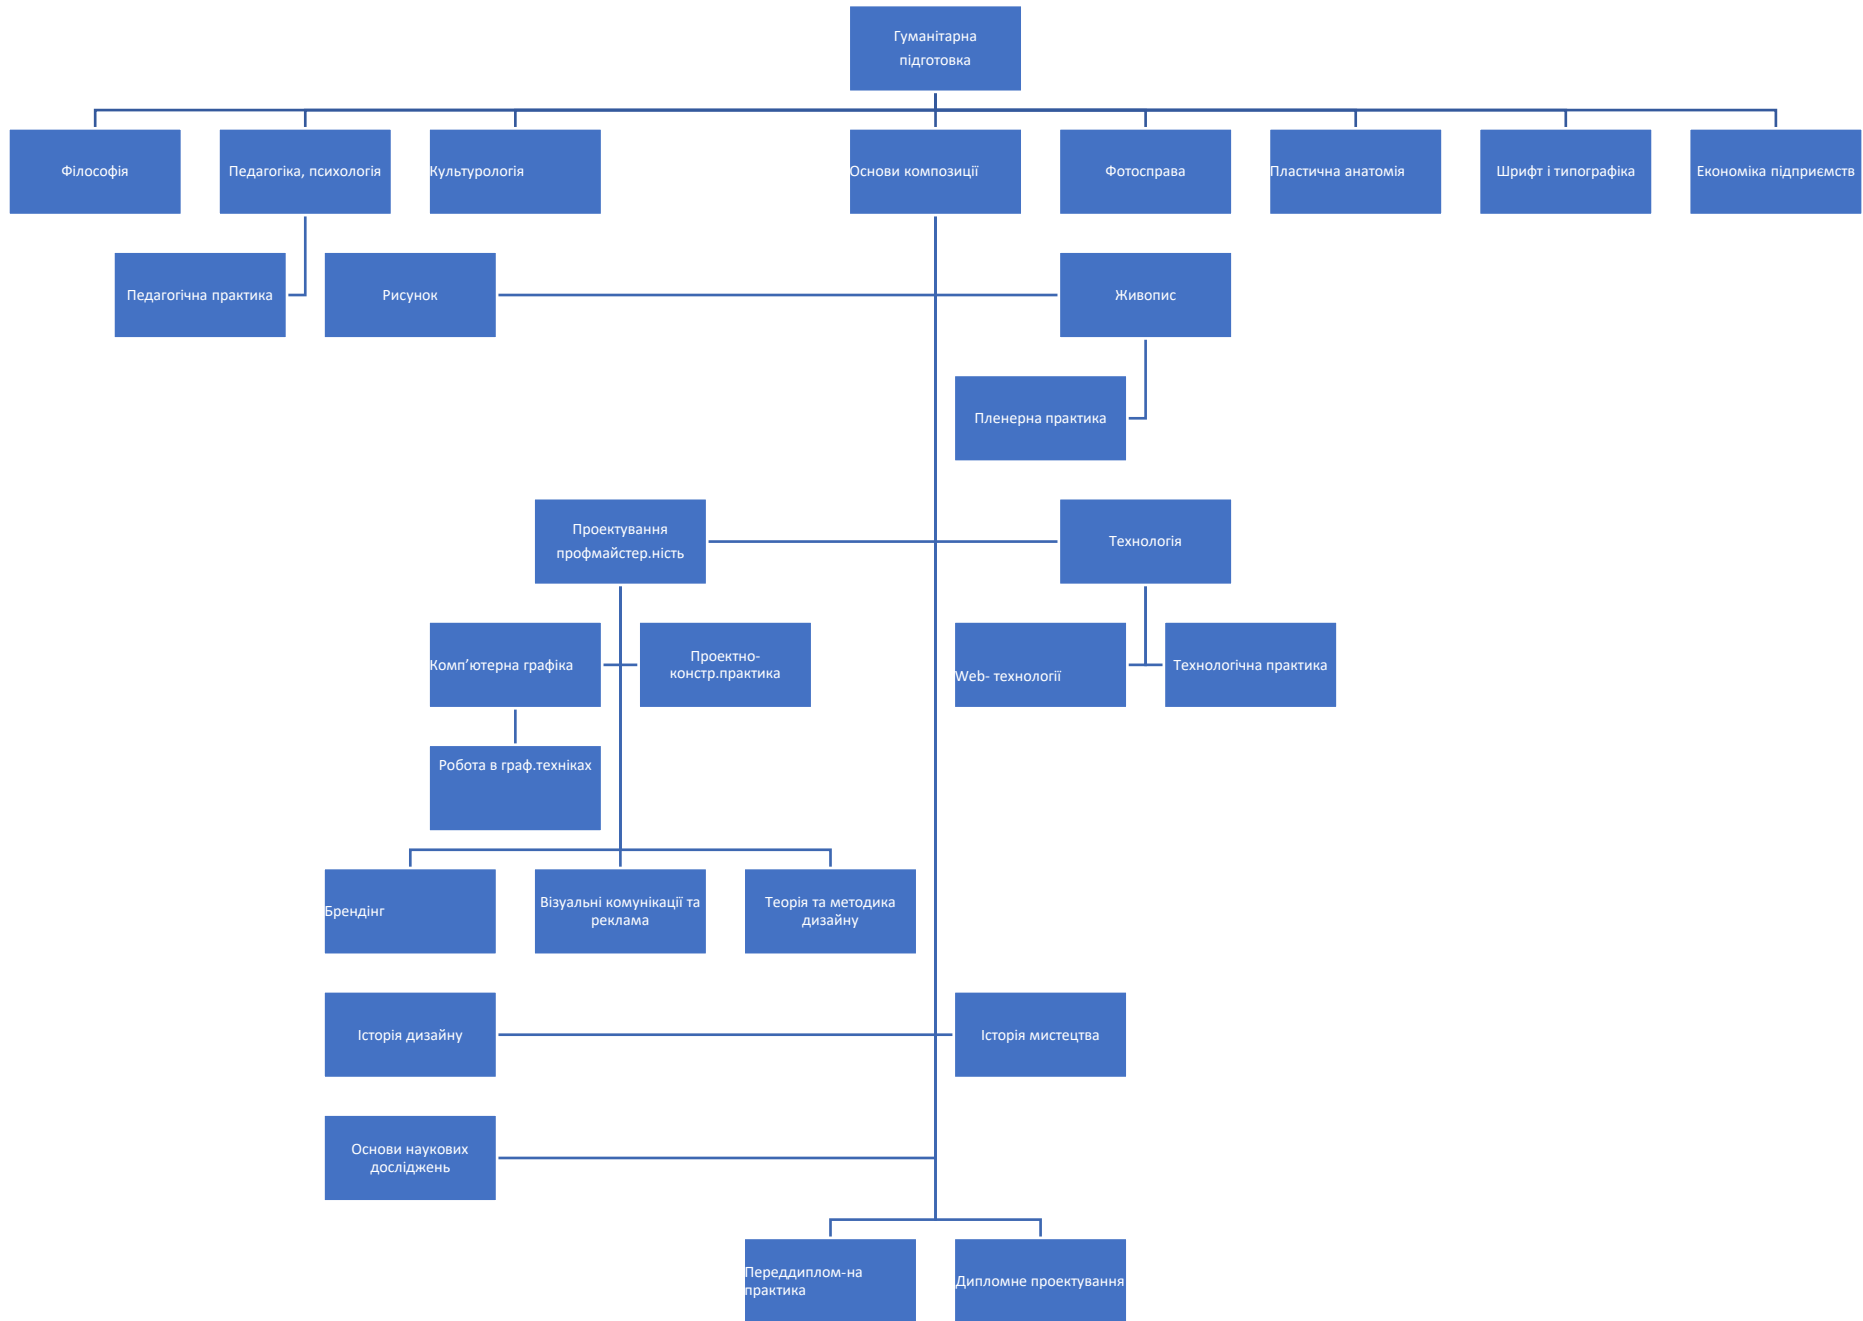 Гуманітарна
підготовка
Філософія
Педагогіка, психологія
Культурологія
Основи композиції
Фотосправа
Пластична анатомія
Шрифт і типографіка
Економіка підприємств
Педагогічна практика
Рисунок
Живопис
Пленерна практика
Проектування
профмайстер.ність
Технологія
Комп’ютерна графіка
Проектно-
констр.практика
Web- технології
Технологічна практика
Робота в граф.техніках
Брендінг
Візуальні комунікації та
реклама
Теорія та методика
дизайну
Історія дизайну
Історія мистецтва
Основи наукових
досліджень
Переддиплом-на
практика
Дипломне проектування